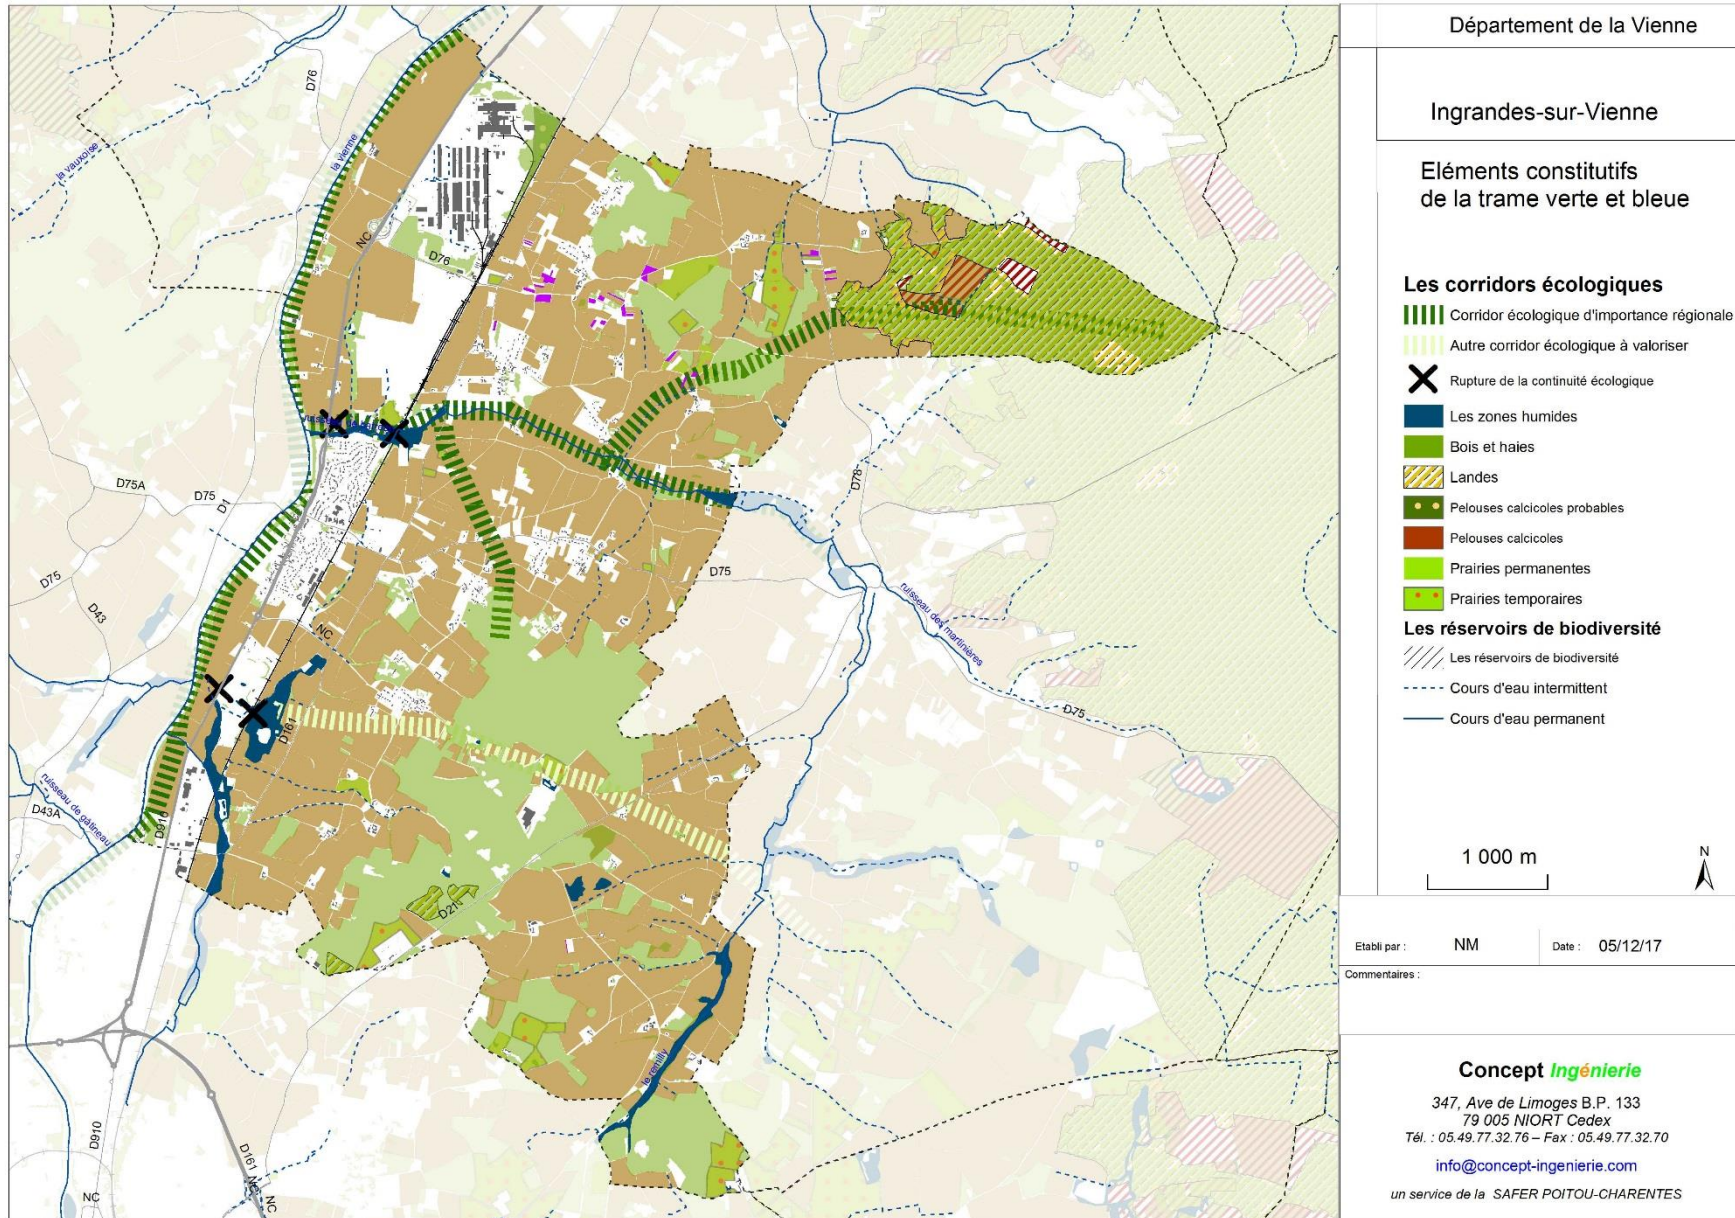 Département de la Vienne
Ingrandes-sur-Vienne
Eléments constitutifs
de la trame verte et bleue
Les corridors écologiques
Corridor écologique d'importance régionale
Autre corridor écologique à valoriser
Rupture de la continuité écologique
Les zones humides
Bois et haies
Landes
Pelouses calcicoles probables
Pelouses calcicoles
Prairies permanentes
Prairies temporaires
Les réservoirs de biodiversité
Les réservoirs de biodiversité
Cours d'eau intermittent
Cours d'eau permanent
1 000 m
N
Etabli par : NM
Date : 05/12/17
Commentaires :
Concept Ingénierie
347, Ave de Limoges B.P. 133
79 005 NIORT Cedex
Tél. : 05.49.77.32.76 – Fax : 05.49.77.32.70
info@concept-ingenierie.com
un service de la SAFER POITOU-CHARENTES
D76
la vauxoise
la vienne
NC
D76
D75A
D75
D1
D78
D75
D43
D75
ruisseau des martinières
NC
D75
D161
ruisseau de gâtineau
D43A
D910
D21
le remilly
D910
D161
NC
NC
NC